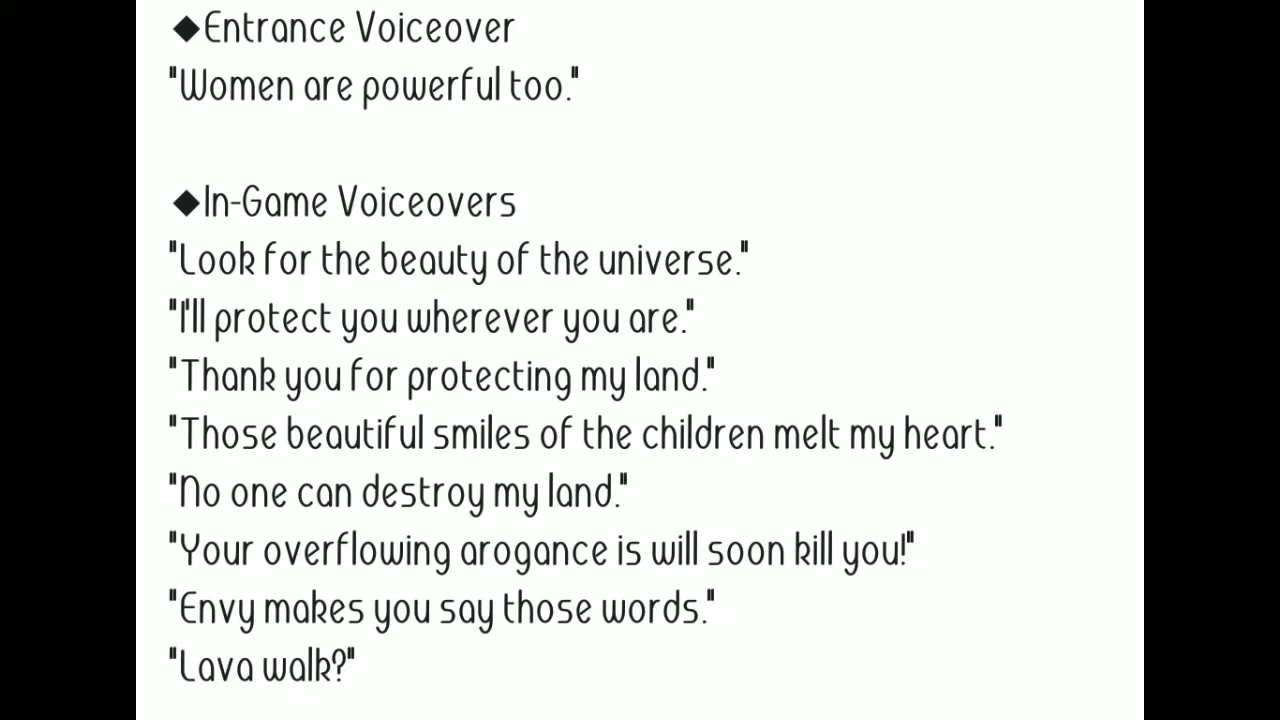 ◆Entrance Voiceover
"Women are powerful too."
◆In-Game Voiceovers
"Look for the beauty of the universe."
"I'll protect you wherever you are."
"Thank you for protecting my land."
"Those beautiful smiles of the children melt my heart."
"No one can destroy my land."
"Your overflowing arogance is will soon kill you!"
"Envy makes you say those words."
"Lava walk?"